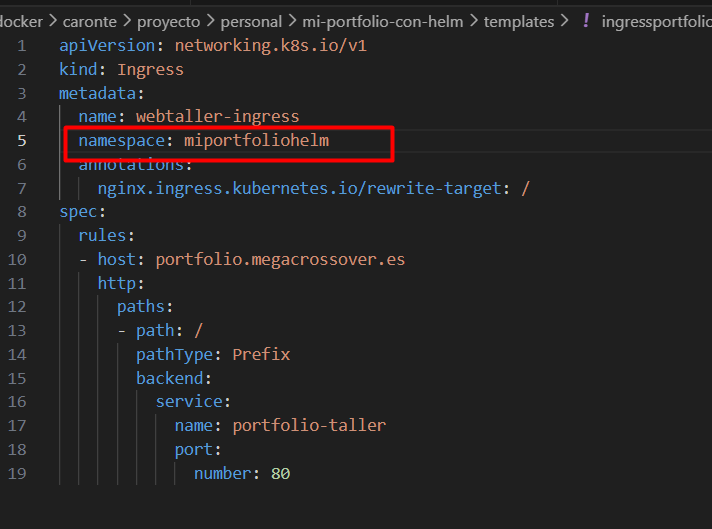 docker > caronte > proyecto > personal > mi-portfolio-con-helm > templates > ! ingressportfolio
1 apiVersion: networking.k8s.io/v1
2 kind: Ingress
3 metadata:
4 name: webtaller-ingress
5 namespace: miportfoliohelm
6 annotations:
7 nginx.ingress.kubernetes.io/rewrite-target: /
8 spec:
9 rules:
10 - host: portfolio.megacrossover.es
11 http:
12 paths:
13 - path: /
14 pathType: Prefix
15 backend:
16 service:
17 name: portfolio-taller
18 port:
19 number: 80